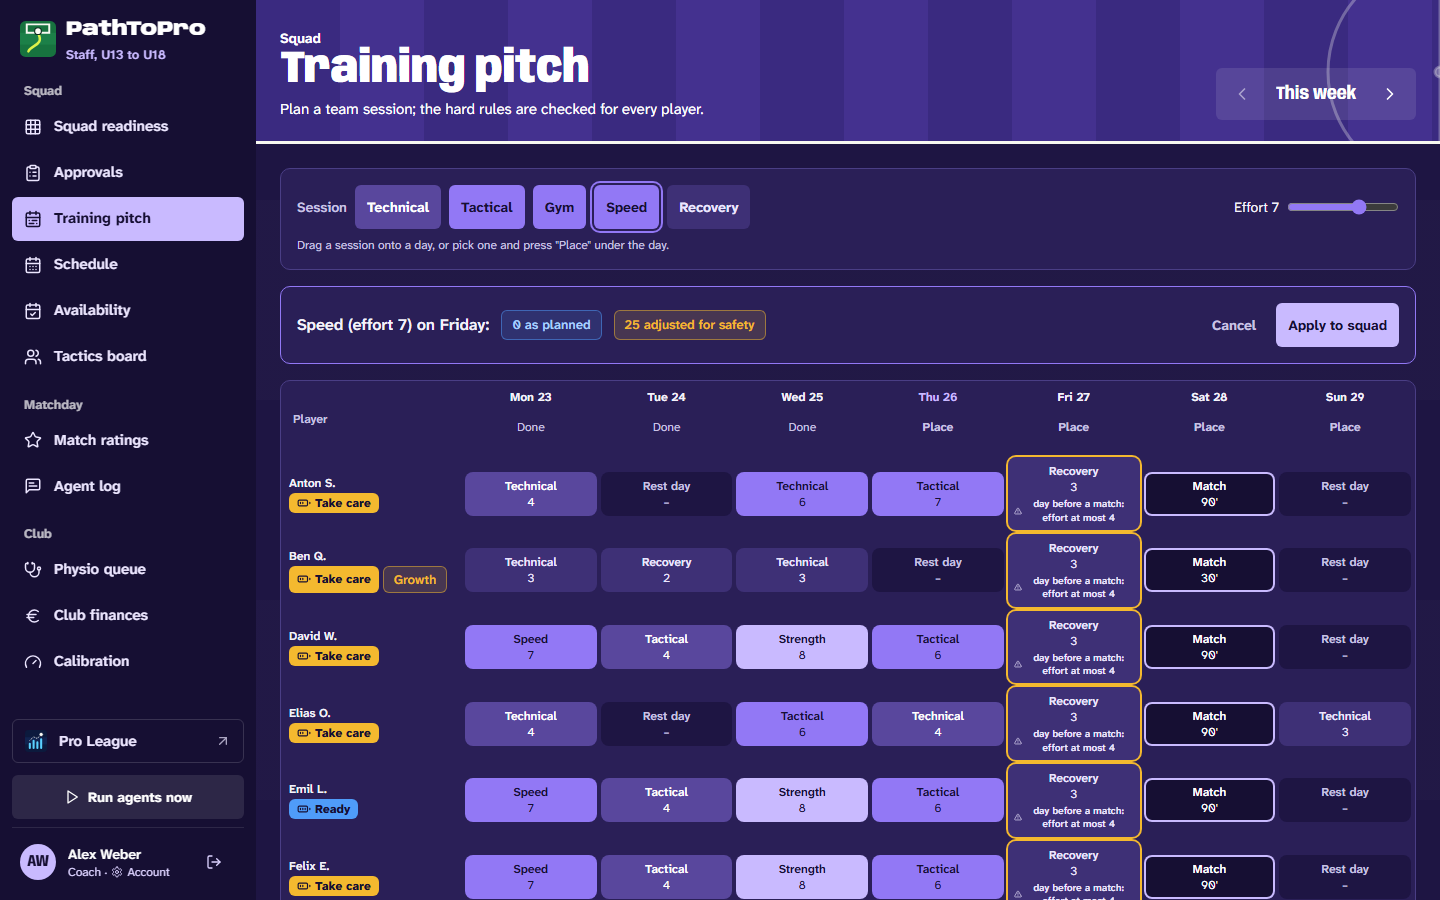 PathToPro
Staff, U13 to U18
Squad
Squad readiness
Approvals
Training pitch
Schedule
Availability
Tactics board
Matchday
Match ratings
Agent log
Club
Physio queue
Club finances
Calibration
Pro League
Run agents now
AW
Alex Weber
Coach · Account
Squad
Training pitch
Plan a team session; the hard rules are checked for every player.
This week
Session Technical Tactical Gym Speed Recovery
Effort 7
Drag a session onto a day, or pick one and press "Place" under the day.
Speed (effort 7) on Friday: 0 as planned 25 adjusted for safety
Cancel Apply to squad
Player
Mon 23 Tue 24 Wed 25 Thu 26 Fri 27 Sat 28 Sun 29
Done Done Done Place Place Place Place
Anton S.
Take care
Technical 4
Rest day –
Technical 6
Tactical 7
Recovery 3
day before a match:
effort at most 4
Match 90'
Rest day –
Ben Q.
Take care Growth
Technical 3
Recovery 2
Technical 3
Rest day –
Recovery 3
day before a match:
effort at most 4
Match 30'
Rest day –
David W.
Take care
Speed 7
Tactical 4
Strength 8
Tactical 6
Recovery 3
day before a match:
effort at most 4
Match 90'
Rest day –
Elias O.
Take care
Technical 4
Rest day –
Tactical 6
Technical 4
Recovery 3
day before a match:
effort at most 4
Match 90'
Technical 3
Emil L.
Ready
Speed 7
Tactical 4
Strength 8
Tactical 6
Recovery 3
day before a match:
effort at most 4
Match 90'
Rest day –
Felix E.
Take care
Speed 7
Tactical 4
Strength 8
Tactical 6
Recovery 3
day before a match:
Match 90'
Rest day –